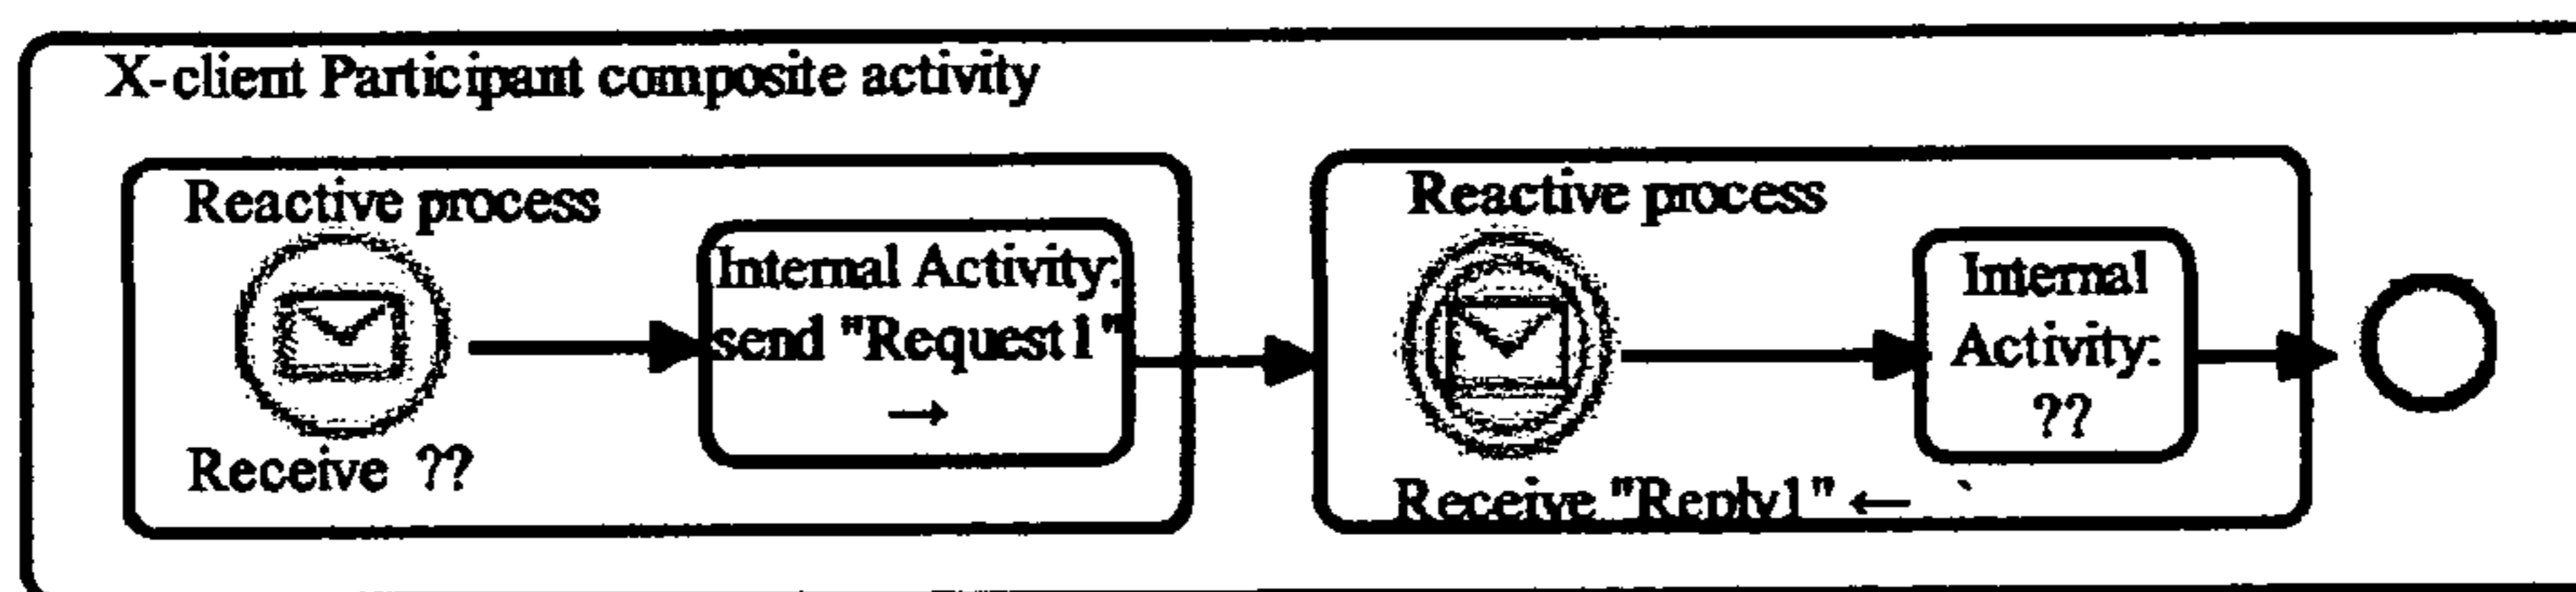 X-client Participant composite activity
Reactive process
Internal Activity:
send "Request1"
→
Receive ??
Reactive process
Internal
Activity:
??
Receive "Reply1" ←